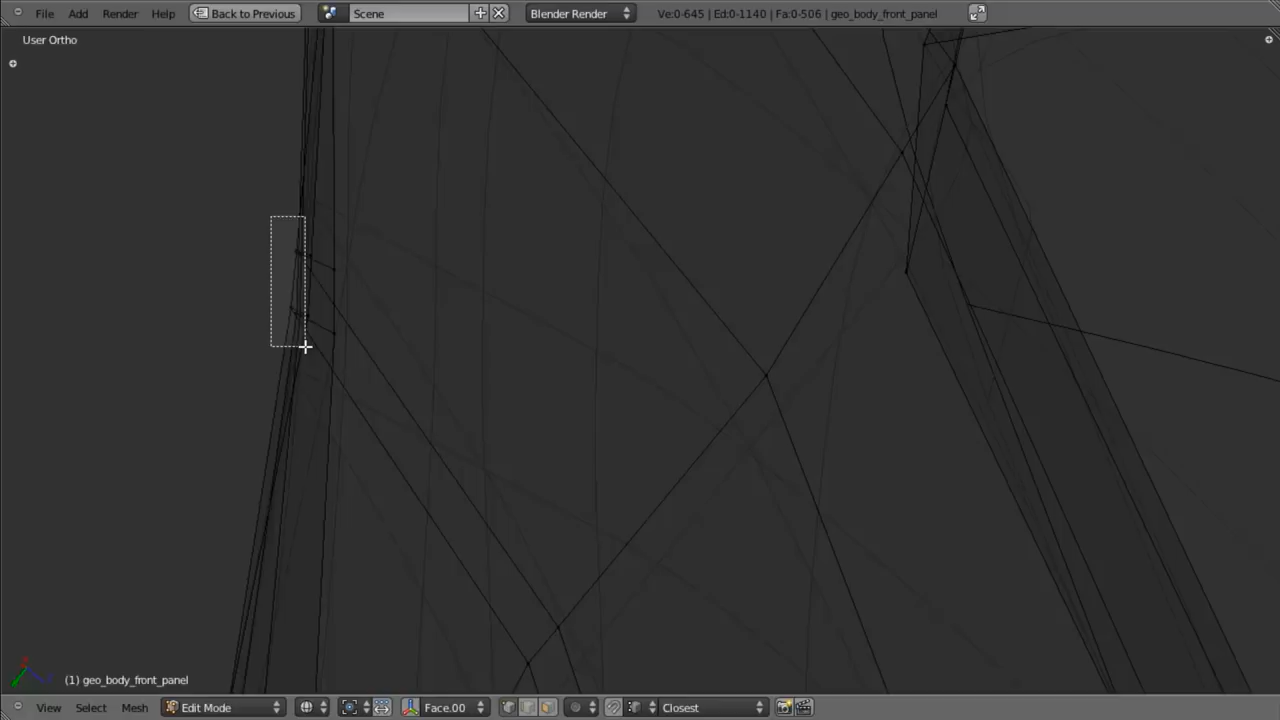 File Add Render Help Back to Previous Scene Blender Render Ve:0-645 | Ed:0-1140 | Fa:0-506 | geo_body_front_panel
User Ortho
(1) geo_body_front_panel
View Select Mesh Edit Mode Face.00 Closest